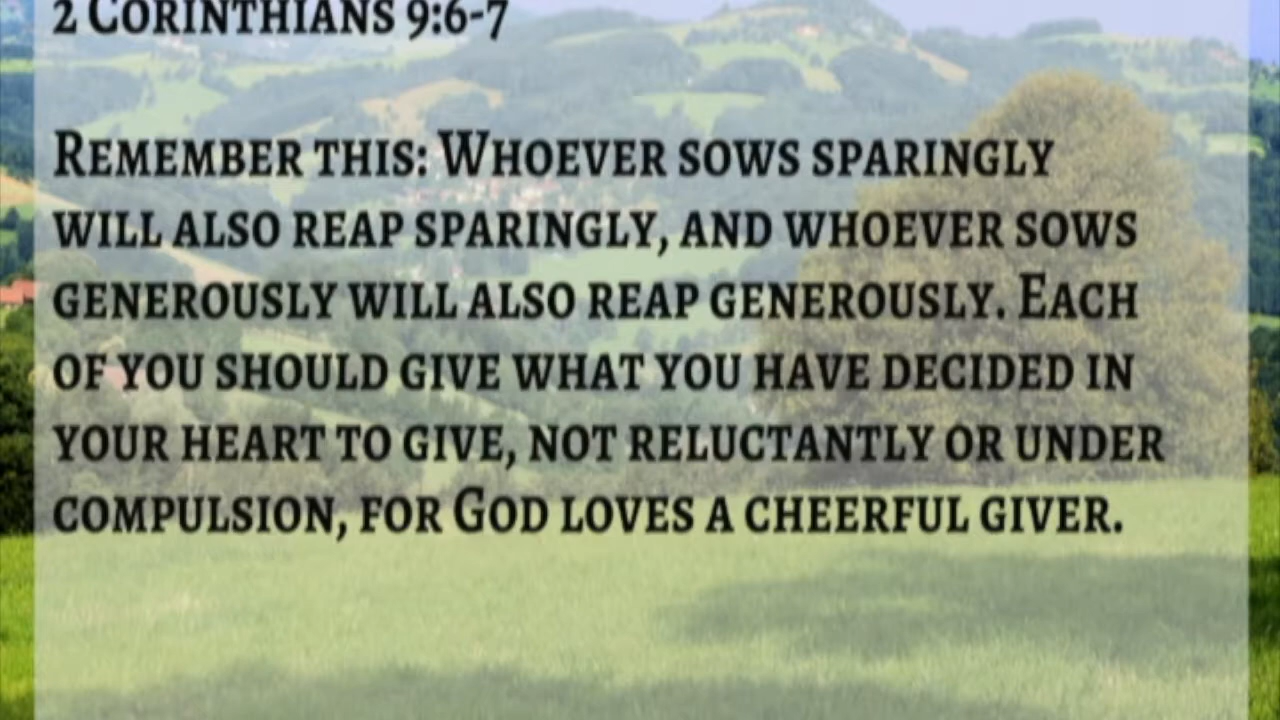 2 Corinthians 9:6-7
Remember this: Whoever sows sparingly
will also reap sparingly, and whoever sows
generously will also reap generously. Each
of you should give what you have decided in
your heart to give, not reluctantly or under
compulsion, for God loves a cheerful giver.